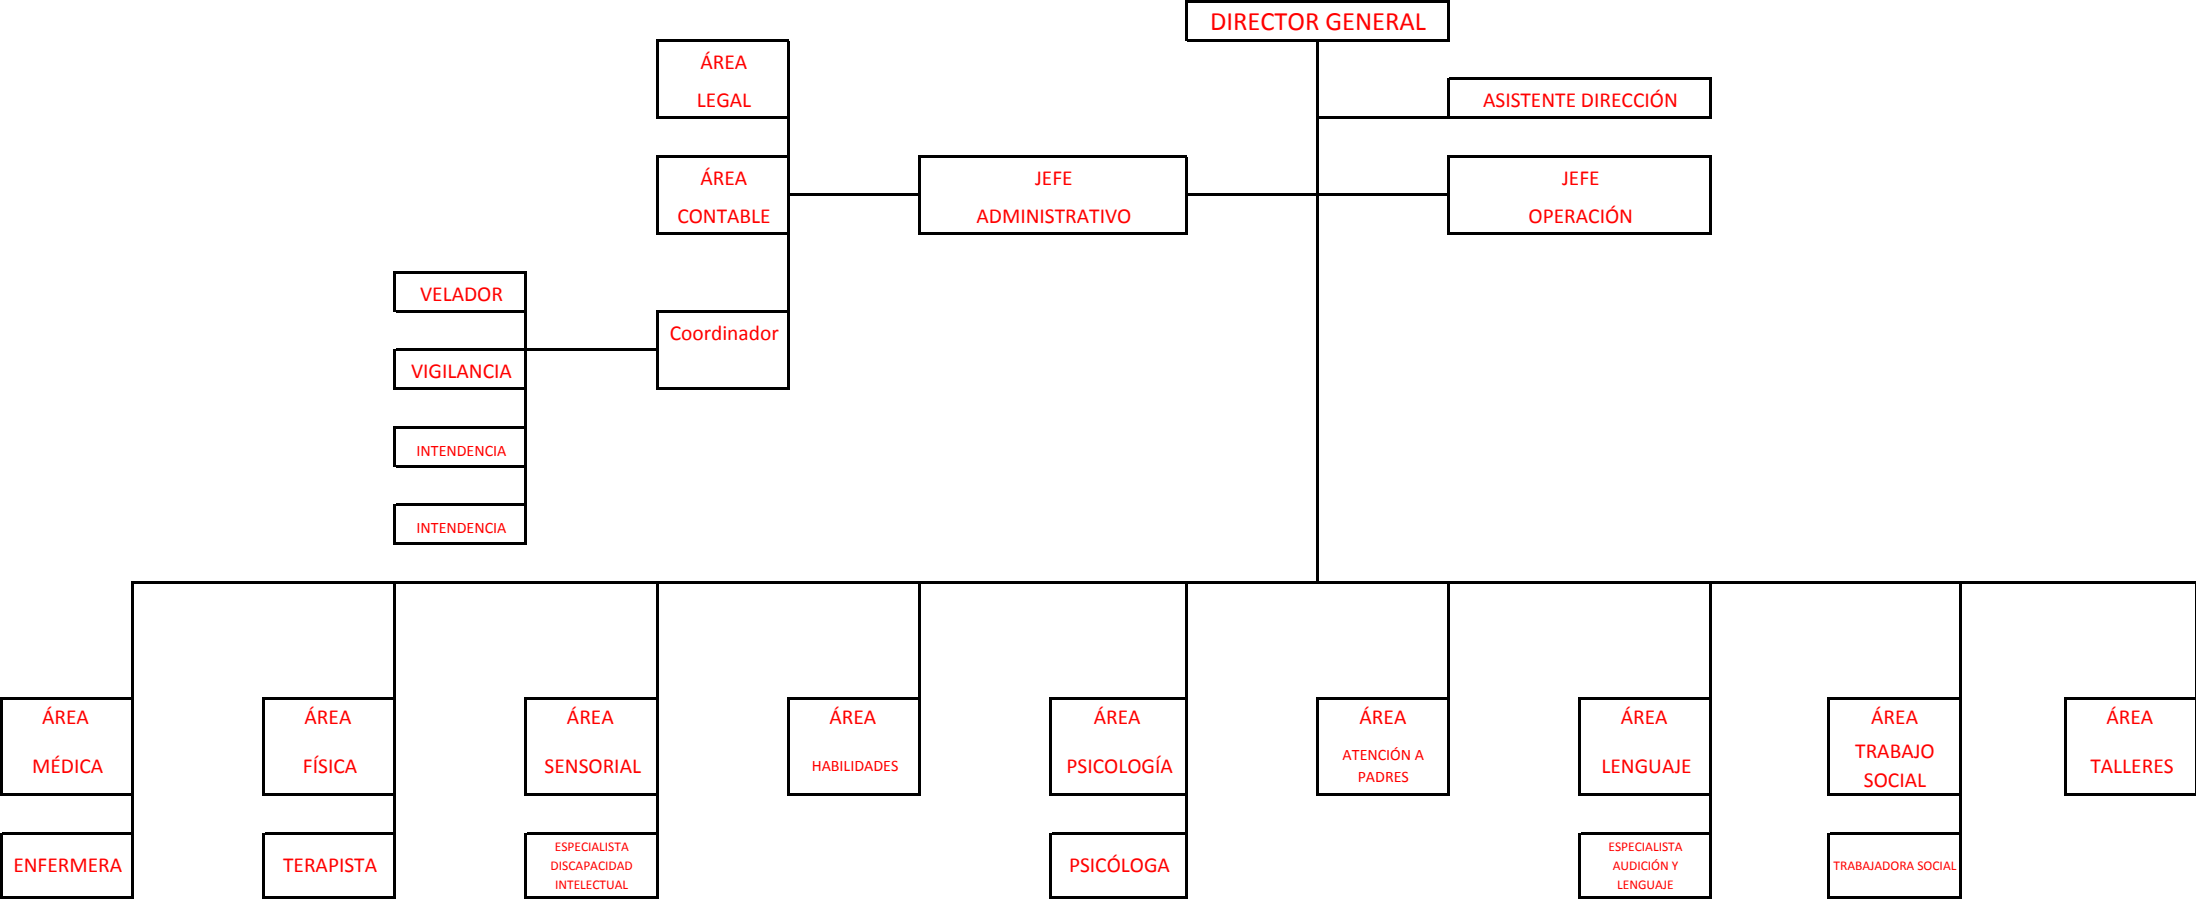 DIRECTOR GENERAL
ÁREA
LEGAL
ASISTENTE DIRECCIÓN
ÁREA
CONTABLE
JEFE
ADMINISTRATIVO
JEFE
OPERACIÓN
VELADOR
Coordinador
VIGILANCIA
INTENDENCIA
INTENDENCIA
ÁREA
MÉDICA
ÁREA
FÍSICA
ÁREA
SENSORIAL
ÁREA
HABILIDADES
ÁREA
PSICOLOGÍA
ÁREA
ATENCIÓN A
PADRES
ÁREA
LENGUAJE
ÁREA
TRABAJO
SOCIAL
ÁREA
TALLERES
ENFERMERA
TERAPISTA
ESPECIALISTA
DISCAPACIDAD
INTELECTUAL
PSICÓLOGA
ESPECIALISTA
AUDICIÓN Y
LENGUAJE
TRABAJADORA SOCIAL